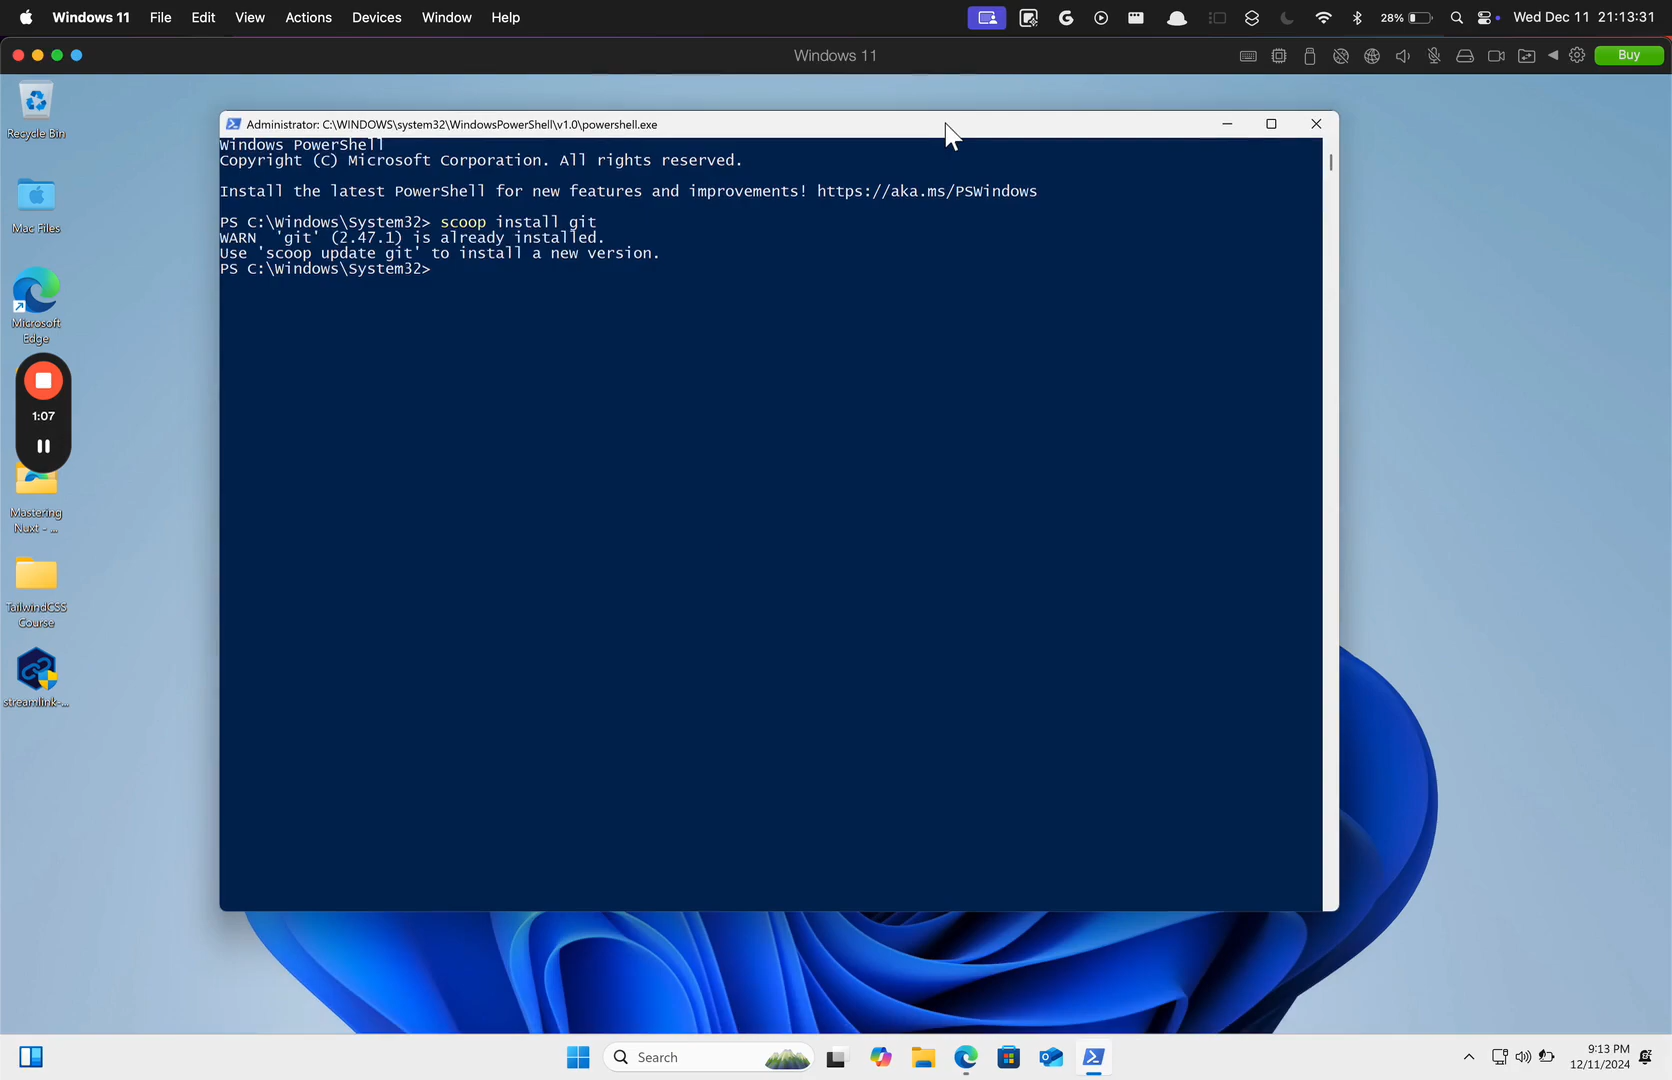 Windows 11 File Edit View Actions Devices Window Help 28% Wed Dec 11 21:13:31
Windows 11
Buy
Recycle Bin
Mac Files
Microsoft
Edge
1:07
Mastering
Nuxt - ...
TailwindCSS
Course
streamlink-...
Administrator: C:\WINDOWS\system32\WindowsPowerShell\v1.0\powershell.exe
Windows PowerShell
Copyright (C) Microsoft Corporation. All rights reserved.
Install the latest PowerShell for new features and improvements! https://aka.ms/PSWindows
PS C:\Windows\System32> scoop install git
WARN  'git' (2.47.1) is already installed.
Use 'scoop update git' to install a new version.
PS C:\Windows\System32>
Search
9:13 PM
12/11/2024